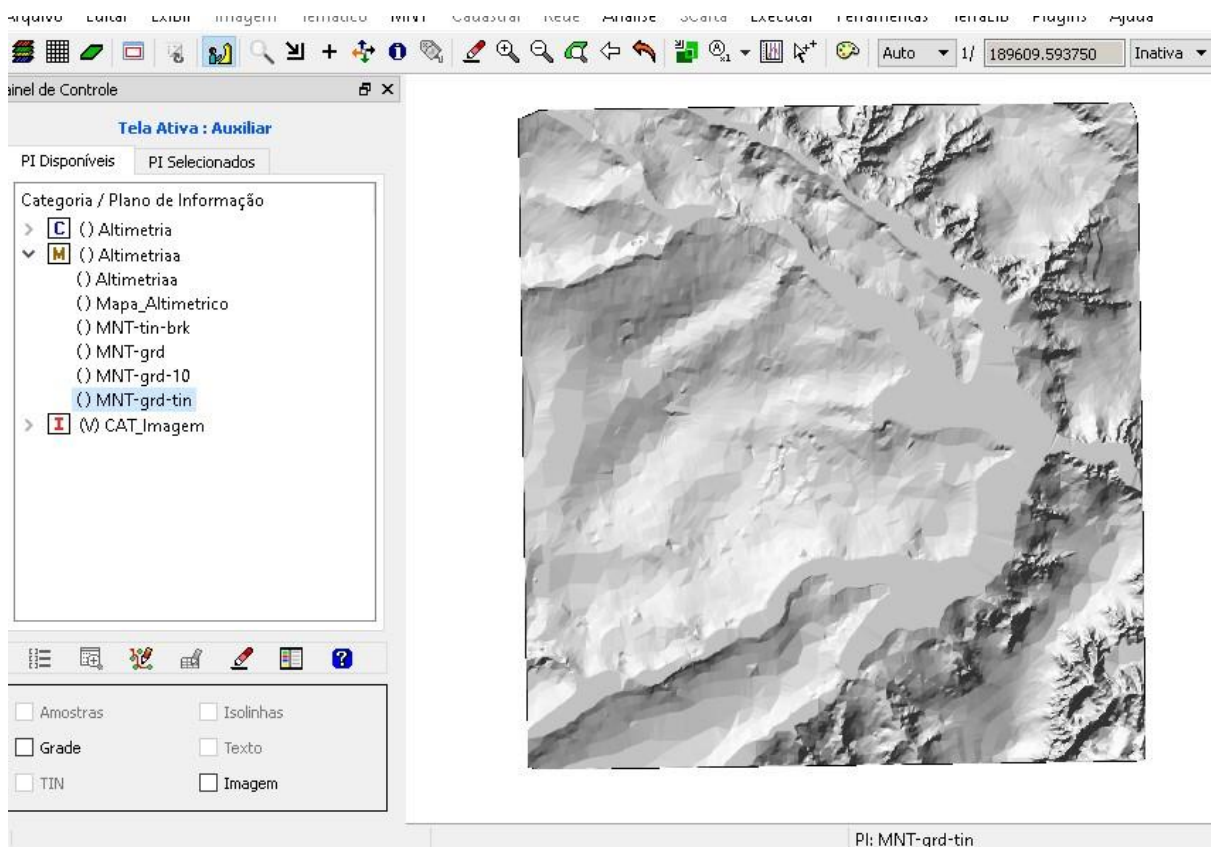 Arquivo Editar Exibir Imagem Temático MNT Cadastral Rede Análise SCarta Executar Ferramentas TerraLib Plugins Ajuda
Auto 1/ 189609.593750 Inativa
ainel de Controle
Tela Ativa : Auxiliar
PI Disponíveis PI Selecionados
Categoria / Plano de Informação
C () Altimetria
M () Altimetriaa
() Altimetriaa
() Mapa_Altimetrico
() MNT-tin-brk
() MNT-grd
() MNT-grd-10
() MNT-grd-tin
I (V) CAT_Imagem
Amostras Isolinhas
Grade Texto
TIN Imagem
PI: MNT-grd-tin